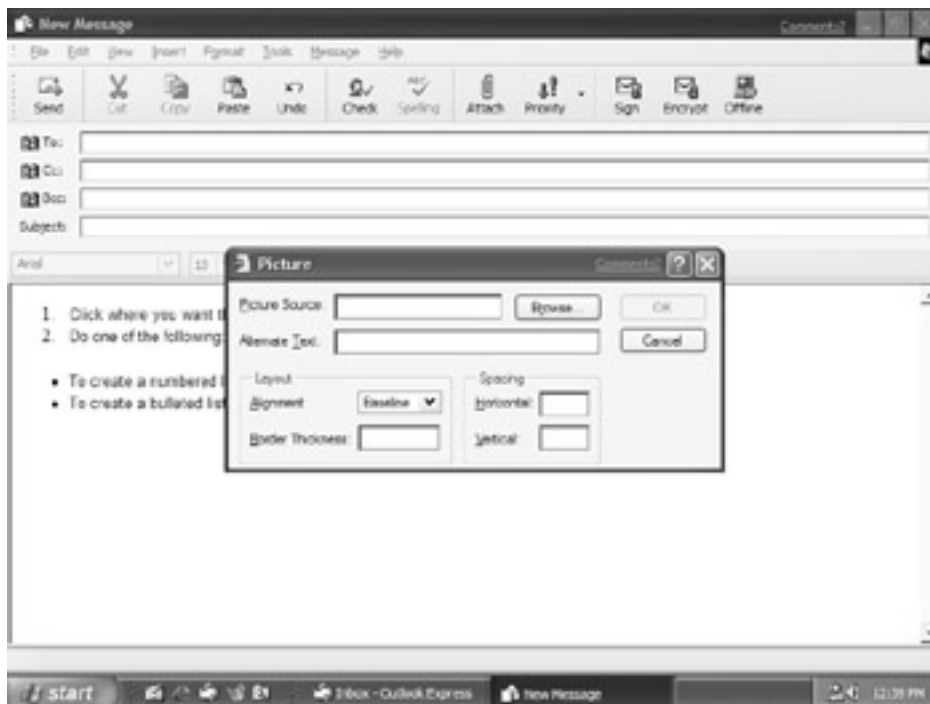 New Message Comments?
File Edit View Insert Format Tools Message Help
Send Cut Copy Paste Undo Check Spelling Attach Priority Sign Encrypt Offline
To:
Cc:
Bcc:
Subject:
Arial
Picture Comments?
Picture Source: Browse... OK
Alternate Text: Cancel
Layout Spacing
Alignment Baseline Horizontal:
Border Thickness: Vertical:
1. Click where you want t
2. Do one of the following:
• To create a numbered l
• To create a bulleted list
start Inbox - Outlook Express New Message 12:39 PM